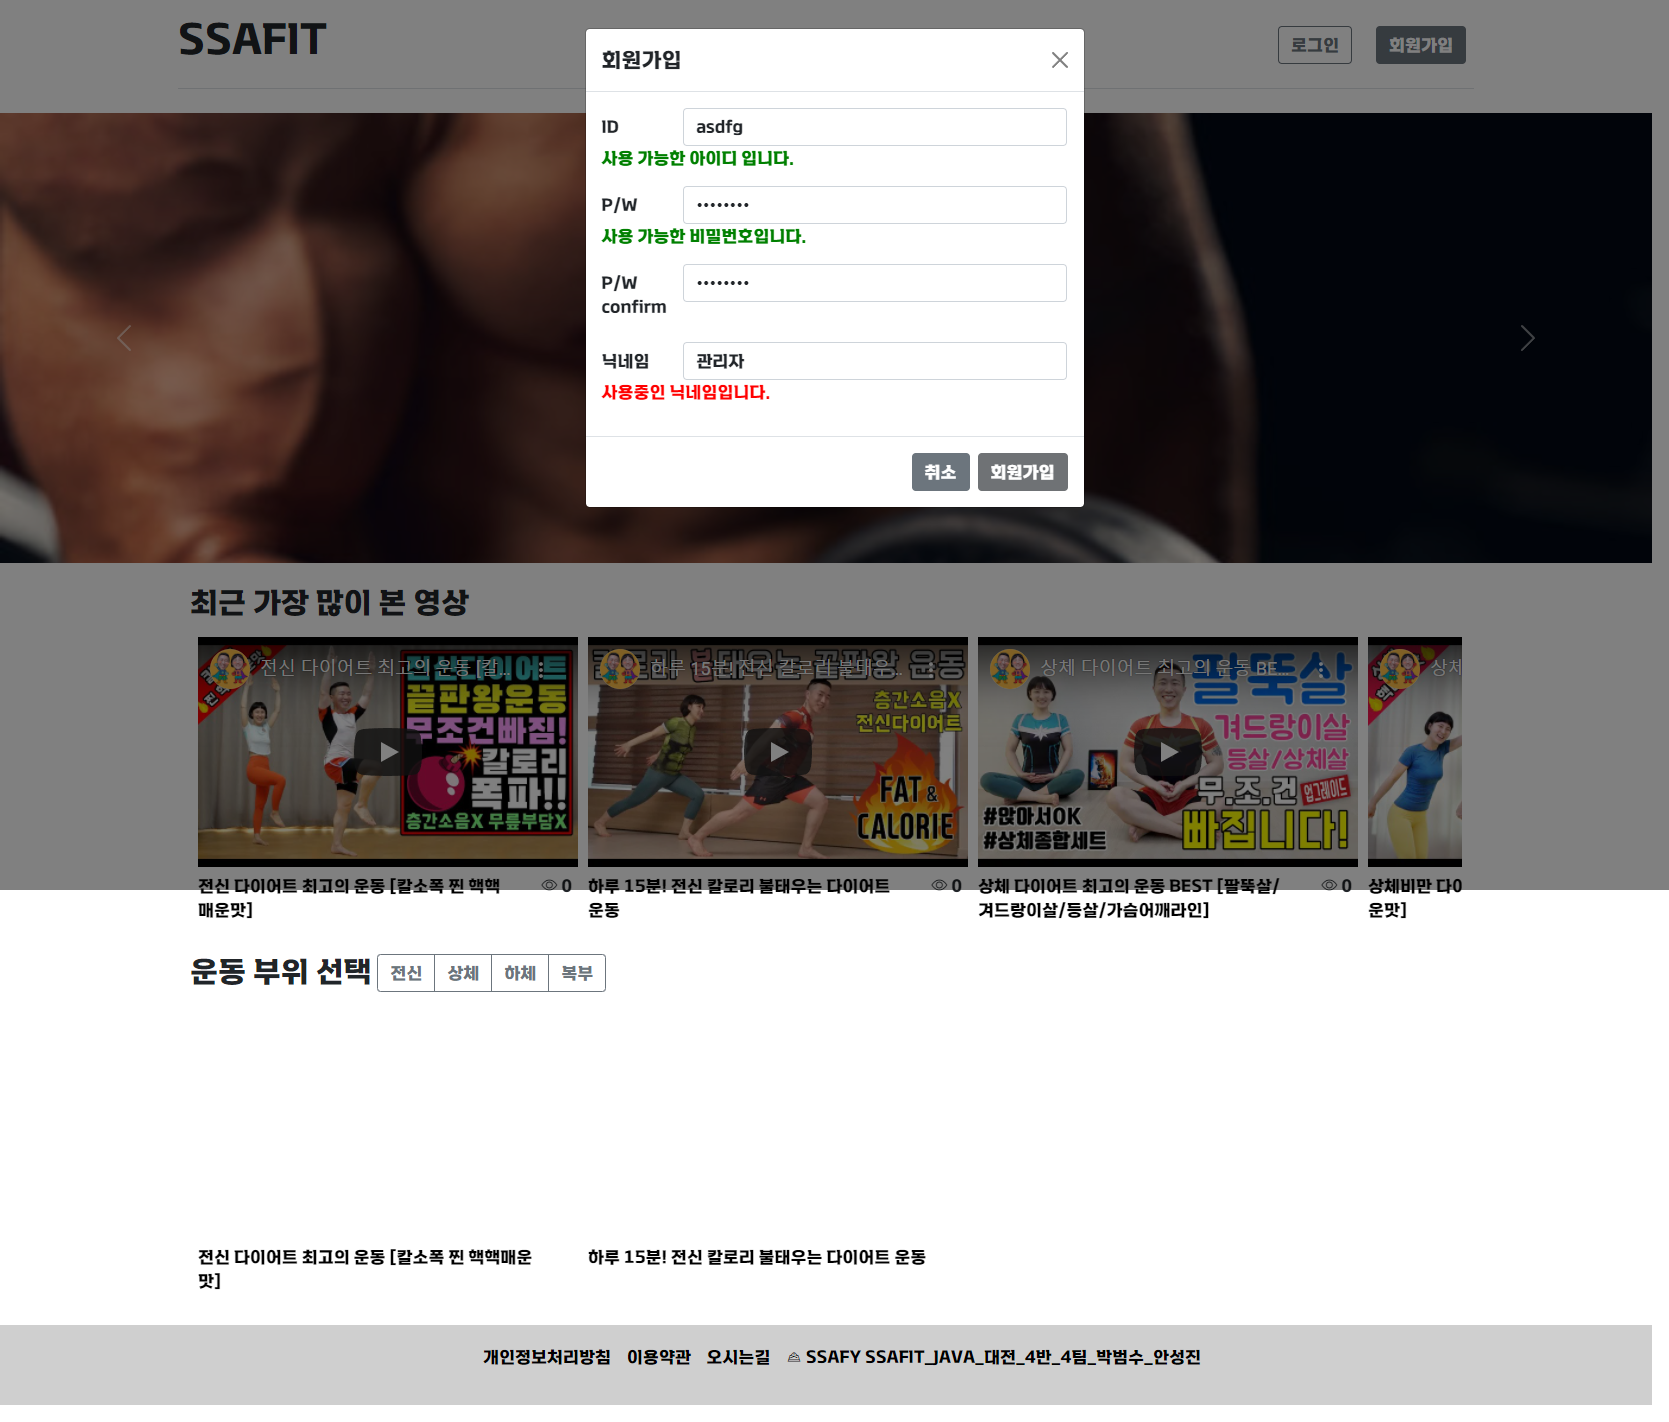 SSAFIT
로그인
회원가입
회원가입
ID
asdfg
사용 가능한 아이디 입니다.
P/W
••••••••
사용 가능한 비밀번호입니다.
P/W
confirm
••••••••
닉네임
관리자
사용중인 닉네임입니다.
취소
회원가입
최근 가장 많이 본 영상
전신 다이어트 최고의 운동 [칼...
끝판왕운동
무조건빠짐!
칼로리
폭파!!
층간소음X 무릎부담X
하루 15분! 전신 칼로리 불태우...
층간소음X
전신다이어트
FAT &
CALORIE
상체 다이어트 최고의 운동 BE...
팔뚝살
겨드랑이살
등살/상체살
무.조.건 업그레이드
빠집니다!
#앉아서OK
#상체종합세트
상체
전신 다이어트 최고의 운동 [칼소폭 찐 핵핵
매운맛]
0
하루 15분! 전신 칼로리 불태우는 다이어트
운동
0
상체 다이어트 최고의 운동 BEST [팔뚝살/
겨드랑이살/등살/가슴어깨라인]
0
상체비만 다이
운맛]
운동 부위 선택
전신
상체
하체
복부
전신 다이어트 최고의 운동 [칼소폭 찐 핵핵매운
맛]
하루 15분! 전신 칼로리 불태우는 다이어트 운동
개인정보처리방침
이용약관
오시는길
SSAFY SSAFIT_JAVA_대전_4반_4팀_박범수_안성진